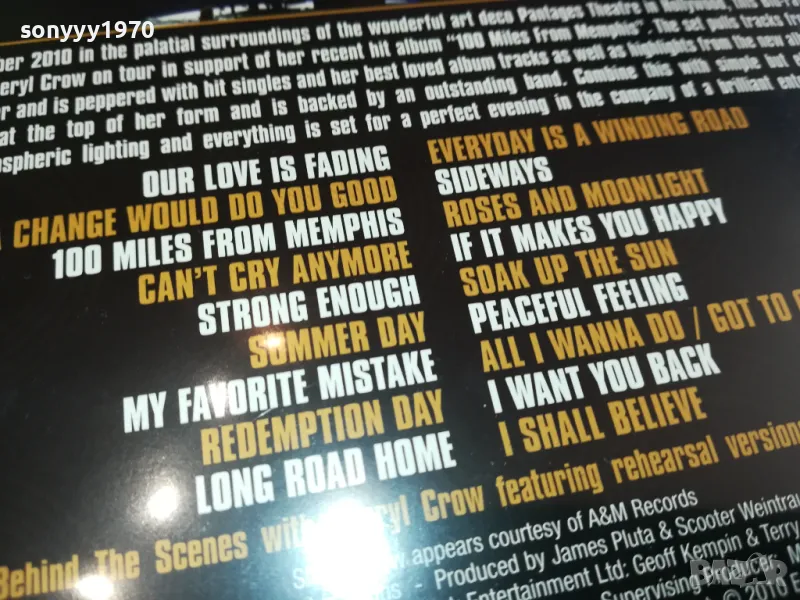 sonyyy1970
ber 2010 in the palatial surroundings of the wonderful art deco Pantages Theatre in
eryl Crow on tour in support of her recent hit album "100 Miles From Memphis". The set pulls tracks from
r and is peppered with hit singles and her best loved album tracks as well as highlights from the
at the top of her form and is backed by an outstanding band. Combine this with simple but
ospheric lighting and everything is set for a perfect evening in the company of a brilliant
OUR LOVE IS FADING
A CHANGE WOULD DO YOU GOOD
100 MILES FROM MEMPHIS
CAN'T CRY ANYMORE
STRONG ENOUGH
SUMMER DAY
MY FAVORITE MISTAKE
REDEMPTION DAY
LONG ROAD HOME
EVERYDAY IS A WINDING ROAD
SIDEWAYS
ROSES AND MOONLIGHT
IF IT MAKES YOU HAPPY
SOAK UP THE SUN
PEACEFUL FEELING
ALL I WANNA DO / GOT TO
I WANT YOU BACK
I SHALL BELIEVE
Behind The Scenes with ryl Crow featuring rehearsal versions
w appears courtesy of A&M Records
ms - Produced by James Pluta & Scooter Weintrau
Entertainment Ltd: Geoff Kempin & Terry
Supervising Producer:
© 2016 E